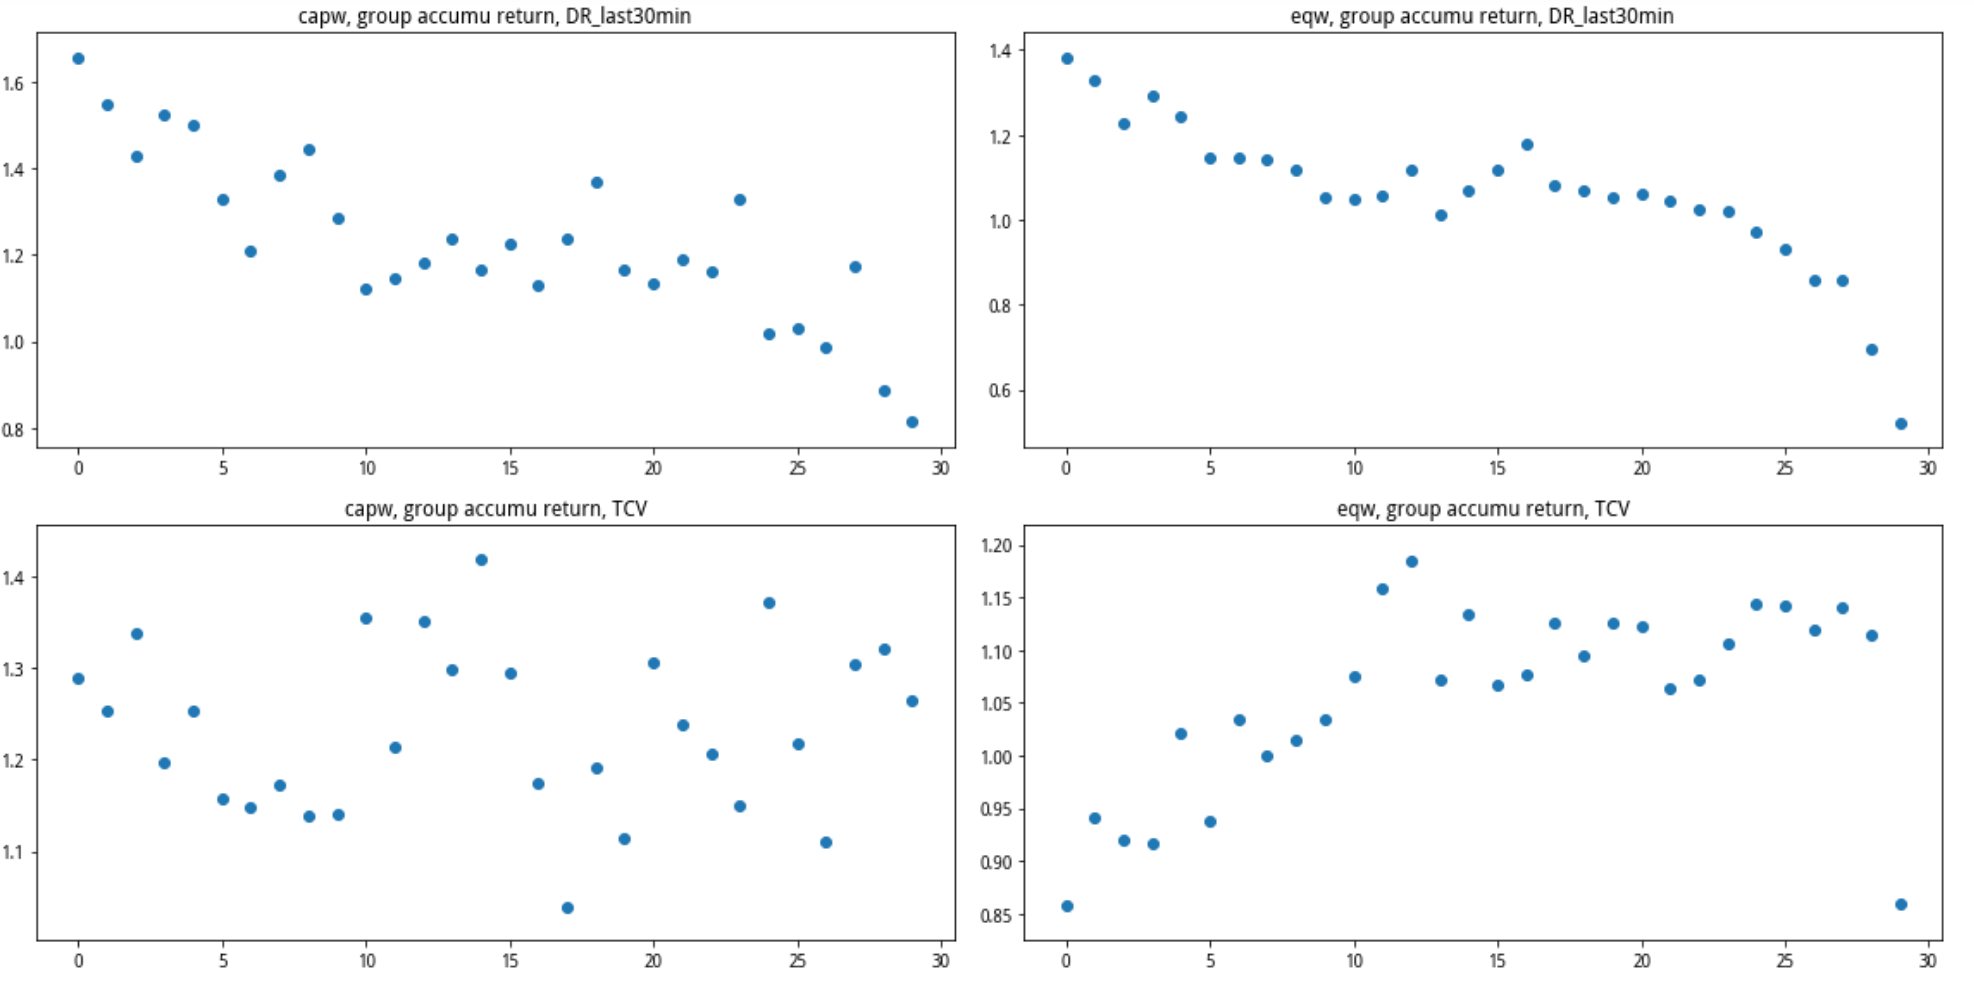 capw, group accumu return, DR_last30min
1.6
1.4
1.2
1.0
0.8
0 5 10 15 20 25 30
eqw, group accumu return, DR_last30min
1.4
1.2
1.0
0.8
0.6
0 5 10 15 20 25 30
capw, group accumu return, TCV
1.4
1.3
1.2
1.1
0 5 10 15 20 25 30
eqw, group accumu return, TCV
1.20
1.15
1.10
1.05
1.00
0.95
0.90
0.85
0 5 10 15 20 25 30